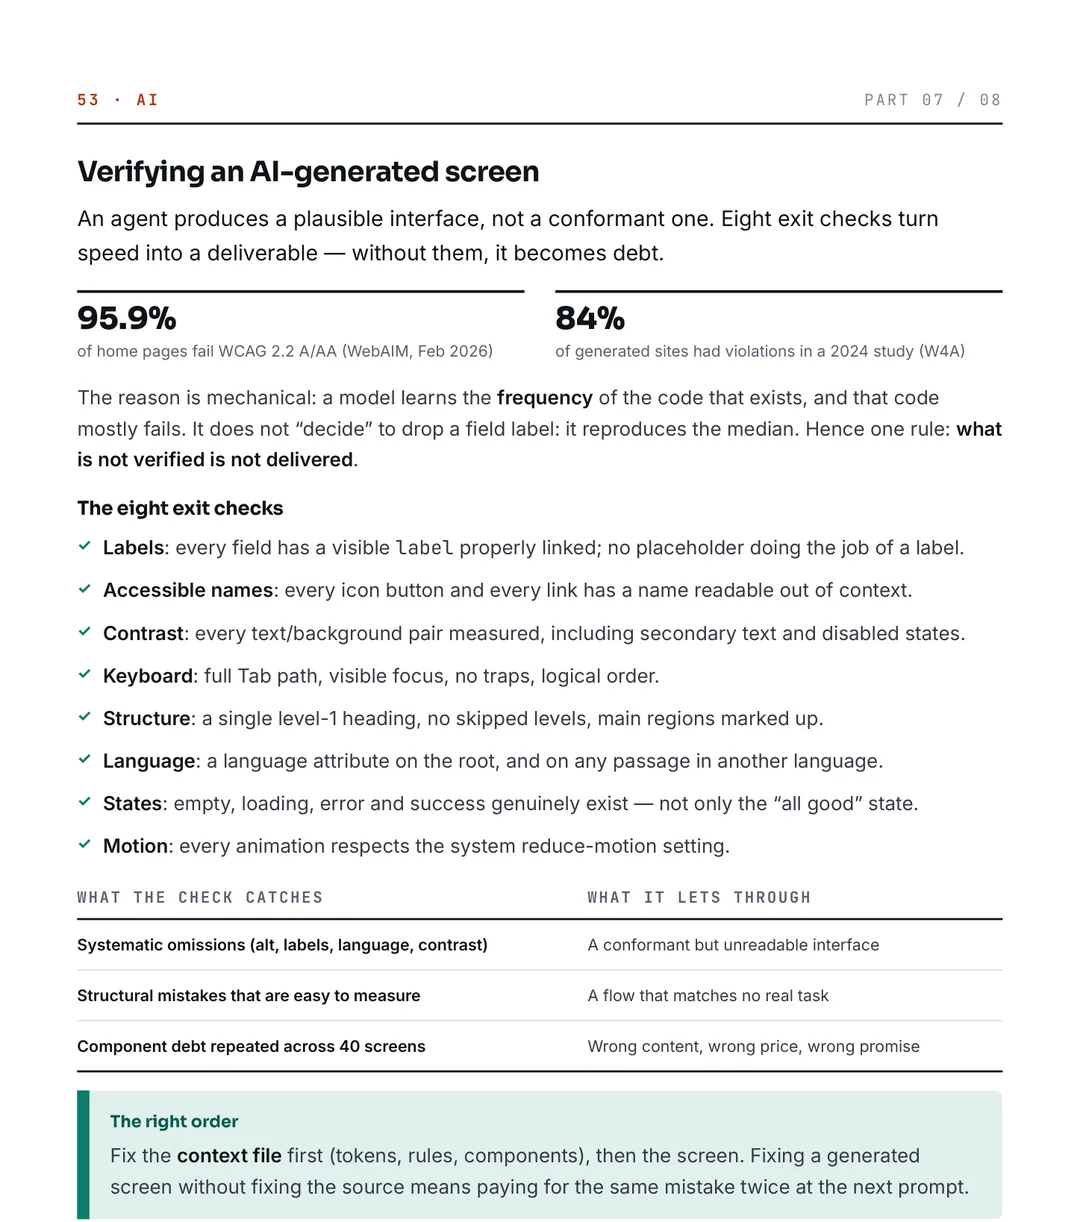 53 · AI
PART 07 / 08
Verifying an AI-generated screen
An agent produces a plausible interface, not a conformant one. Eight exit checks turn
speed into a deliverable — without them, it becomes debt.
95.9%
of home pages fail WCAG 2.2 A/AA (WebAIM, Feb 2026)
84%
of generated sites had violations in a 2024 study (W4A)
The reason is mechanical: a model learns the frequency of the code that exists, and that code
mostly fails. It does not “decide” to drop a field label: it reproduces the median. Hence one rule: what
is not verified is not delivered.
The eight exit checks
✓ Labels: every field has a visible label properly linked; no placeholder doing the job of a label.
✓ Accessible names: every icon button and every link has a name readable out of context.
✓ Contrast: every text/background pair measured, including secondary text and disabled states.
✓ Keyboard: full Tab path, visible focus, no traps, logical order.
✓ Structure: a single level-1 heading, no skipped levels, main regions marked up.
✓ Language: a language attribute on the root, and on any passage in another language.
✓ States: empty, loading, error and success genuinely exist — not only the “all good” state.
✓ Motion: every animation respects the system reduce-motion setting.
WHAT THE CHECK CATCHES
WHAT IT LETS THROUGH
Systematic omissions (alt, labels, language, contrast)
A conformant but unreadable interface
Structural mistakes that are easy to measure
A flow that matches no real task
Component debt repeated across 40 screens
Wrong content, wrong price, wrong promise
The right order
Fix the context file first (tokens, rules, components), then the screen. Fixing a generated
screen without fixing the source means paying for the same mistake twice at the next prompt.